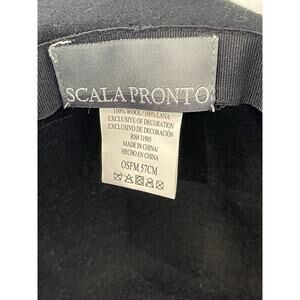 SCALA PRONTO
100% WOOL/100% LANA
EXCLUSIVE OF DECORATION
EXCLUSIVO DE DECORACIÓN
RN# 71905
MADE IN CHINA/
HECHO EN CHINA
OSFM 57CM